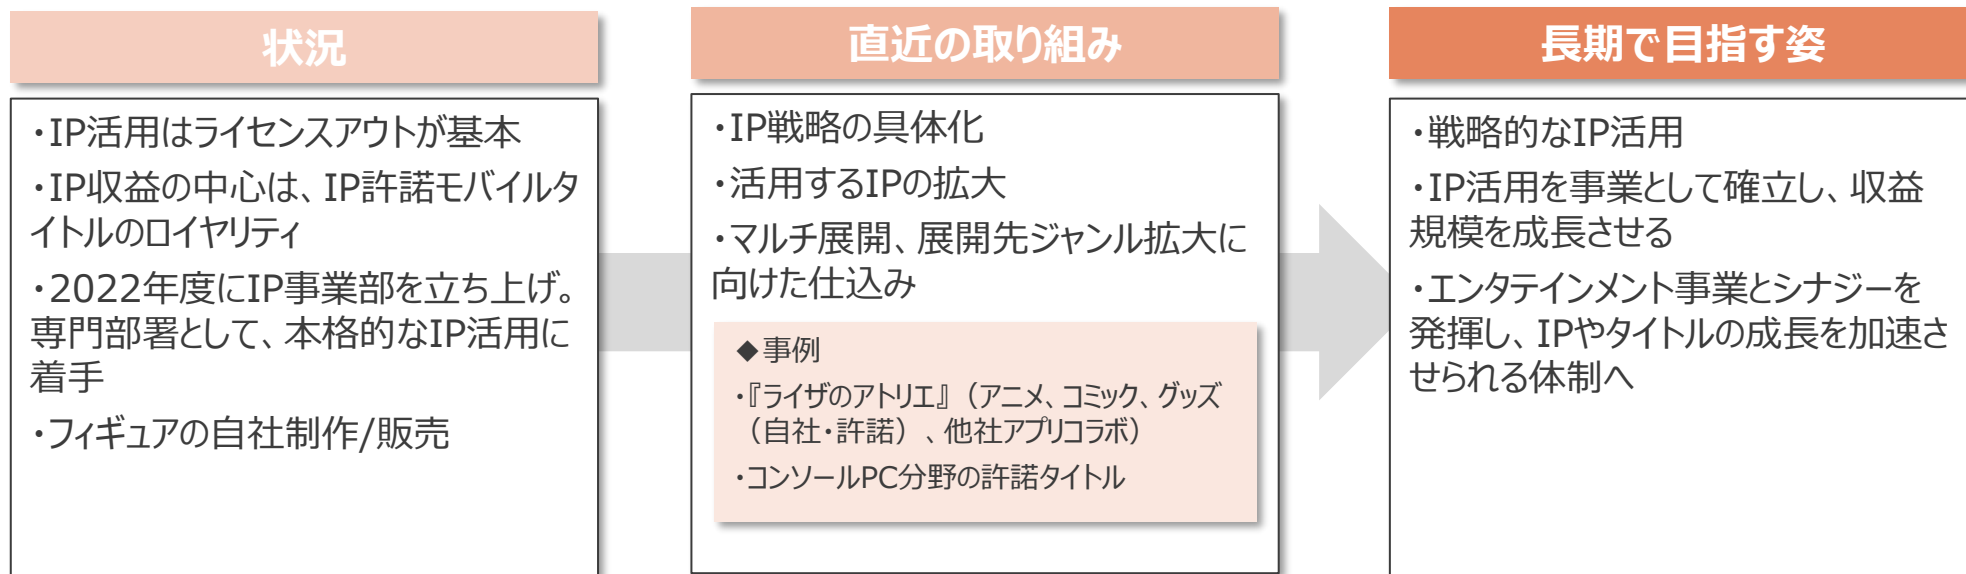 状況
・IP活用はライセンスアウトが基本
・IP収益の中心は、IP許諾モバイルタ
イトルのロイヤリティ
・2022年度にIP事業部を立ち上げ。
専門部署として、本格的なIP活用に
着手
・フィギュアの自社制作/販売
直近の取り組み
・IP戦略の具体化
・活用するIPの拡大
・マルチ展開、展開先ジャンル拡大に
向けた仕込み
◆事例
・『ライザのアトリエ』（アニメ、コミック、グッズ
（自社・許諾）、他社アプリコラボ）
・コンソールPC分野の許諾タイトル
長期で目指す姿
・戦略的なIP活用
・IP活用を事業として確立し、収益
規模を成長させる
・エンタテインメント事業とシナジーを
発揮し、IPやタイトルの成長を加速さ
せられる体制へ